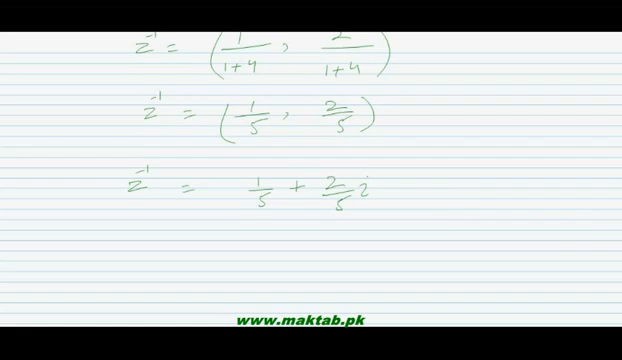 z⁻¹ = (1/(1+4), 2/(1+4))
z⁻¹ = (1/5, 2/5)
z⁻¹ = 1/5 + 2/5 i
www.maktab.pk